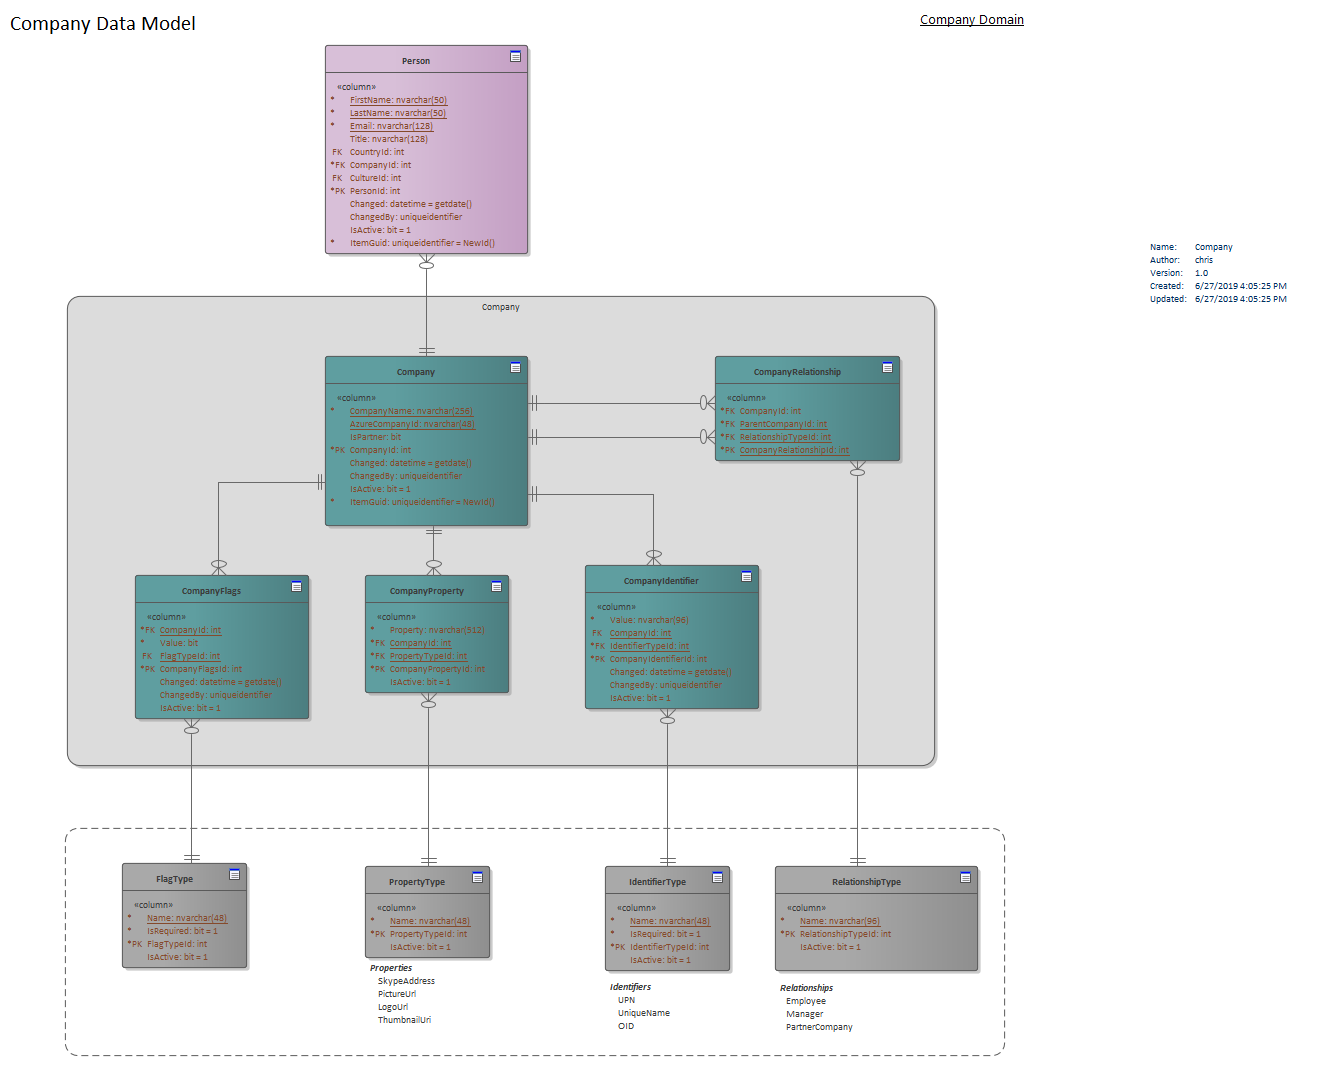 Company Data Model
Company Domain
Person
«column»
* FirstName: nvarchar(50)
* LastName: nvarchar(50)
* Email: nvarchar(128)
Title: nvarchar(128)
FK CountryId: int
*FK CompanyId: int
FK CultureId: int
*PK PersonId: int
Changed: datetime = getdate()
ChangedBy: uniqueidentifier
IsActive: bit = 1
* ItemGuid: uniqueidentifier = NewId()
Name: Company
Author: chris
Version: 1.0
Created: 6/27/2019 4:05:25 PM
Updated: 6/27/2019 4:05:25 PM
Company
Company
«column»
* CompanyName: nvarchar(256)
AzureCompanyId: nvarchar(48)
IsPartner: bit
*PK CompanyId: int
Changed: datetime = getdate()
ChangedBy: uniqueidentifier
IsActive: bit = 1
* ItemGuid: uniqueidentifier = NewId()
CompanyRelationship
«column»
*FK CompanyId: int
*FK ParentCompanyId: int
*FK RelationshipTypeId: int
*PK CompanyRelationshipId: int
CompanyFlags
«column»
*FK CompanyId: int
* Value: bit
FK FlagTypeId: int
*PK CompanyFlagsId: int
Changed: datetime = getdate()
ChangedBy: uniqueidentifier
IsActive: bit = 1
CompanyProperty
«column»
* Property: nvarchar(512)
*FK CompanyId: int
*FK PropertyTypeId: int
*PK CompanyPropertyId: int
IsActive: bit = 1
CompanyIdentifier
«column»
* Value: nvarchar(96)
FK CompanyId: int
*FK IdentifierTypeId: int
*PK CompanyIdentifierId: int
Changed: datetime = getdate()
ChangedBy: uniqueidentifier
IsActive: bit = 1
FlagType
«column»
* Name: nvarchar(48)
* IsRequired: bit = 1
*PK FlagTypeId: int
IsActive: bit = 1
PropertyType
«column»
* Name: nvarchar(48)
*PK PropertyTypeId: int
IsActive: bit = 1
Properties
SkypeAddress
PictureUrl
LogoUrl
ThumbnailUri
IdentifierType
«column»
* Name: nvarchar(48)
* IsRequired: bit = 1
*PK IdentifierTypeId: int
IsActive: bit = 1
Identifiers
UPN
UniqueName
OID
RelationshipType
«column»
* Name: nvarchar(96)
*PK RelationshipTypeId: int
IsActive: bit = 1
Relationships
Employee
Manager
PartnerCompany